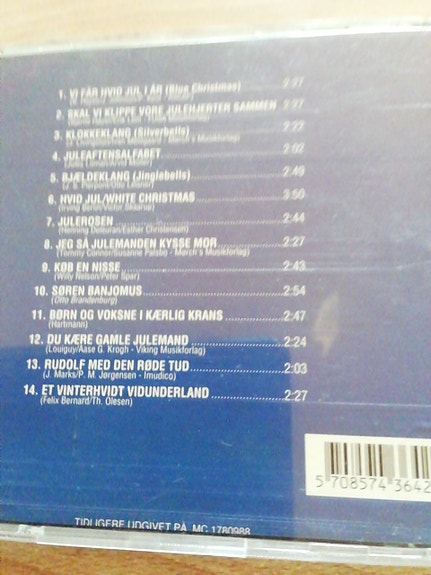 1. VI FÅR HVID JUL I ÅR (Blue Christmas) 2:27
2. SKAL VI KLIPPE VORE JULEHJERTER SAMMEN 2:27
3. KLOKKEKLANG (Silverbells) 2:22
4. JULEAFTENSALFABET 2:02
5. BJÆLDEKLANG (Jinglebells) 2:46
(J. S. Pierpont/Otto Leisner)
6. HVID JUL/WHITE CHRISTMAS 3:50
(Irving Berlin/Victor Skaarup)
7. JULEROSEN 2:44
(Henning Delturan/Esther Christensen)
8. JEG SÅ JULEMANDEN KYSSE MOR 2:27
(Tommy Connor/Susanne Palsbo - Mørch's Musikforlag)
9. KØB EN NISSE 2:43
(Willy Nelson/Peter Spar)
10. SØREN BANJOMUS 2:54
(Otto Brandenburg)
11. BØRN OG VOKSNE I KÆRLIG KRANS 2:47
(Hartmann)
12. DU KÆRE GAMLE JULEMAND 2:24
(Louiguy/Aase G. Krogh - Viking Musikforlag)
13. RUDOLF MED DEN RØDE TUD 2:03
(J. Marks/P. M. Jørgensen - Imudico)
14. ET VINTERHVIDT VIDUNDERLAND 2:27
(Felix Bernard/Th. Olesen)
5 708574 3642
TIDLIGERE UDGIVET PÅ MC 1780988